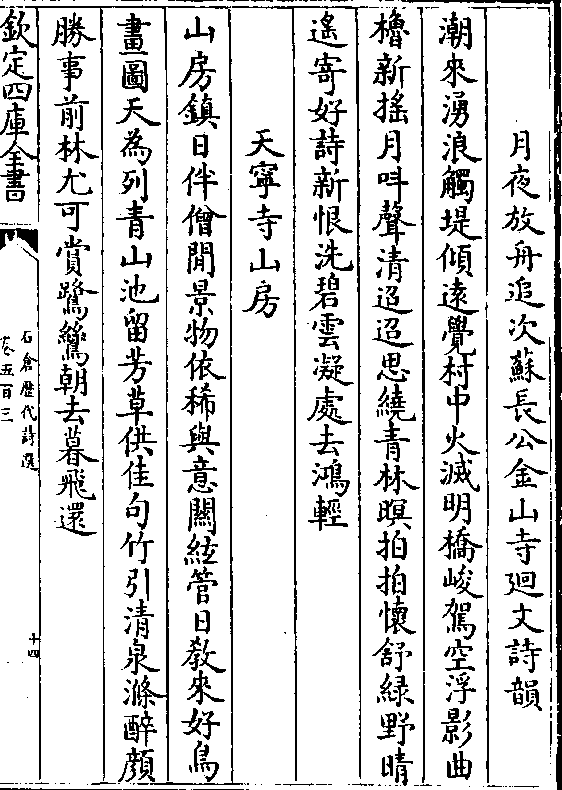 月夜放舟追次蘇長公金山寺廻文詩韻
潮來湧浪觸堤傾遠覺村中火滅明橋峻駕空浮影曲
櫓新摇月呌聲清迢迢思繞青林暝拍拍懷舒緑野晴
遙寄好詩新恨洗碧雲凝處去鴻輕
天寧寺山房
山房鎮日伴僧閒景物依稀與意闗絃管日教來好鳥
畫圖天為列青山池留芳草供佳句竹引清泉滌醉顔
勝事前林尤可賞鷺鷥朝去暮飛還
欽定四庫全書
石倉歷代詩選
卷五百三
十四